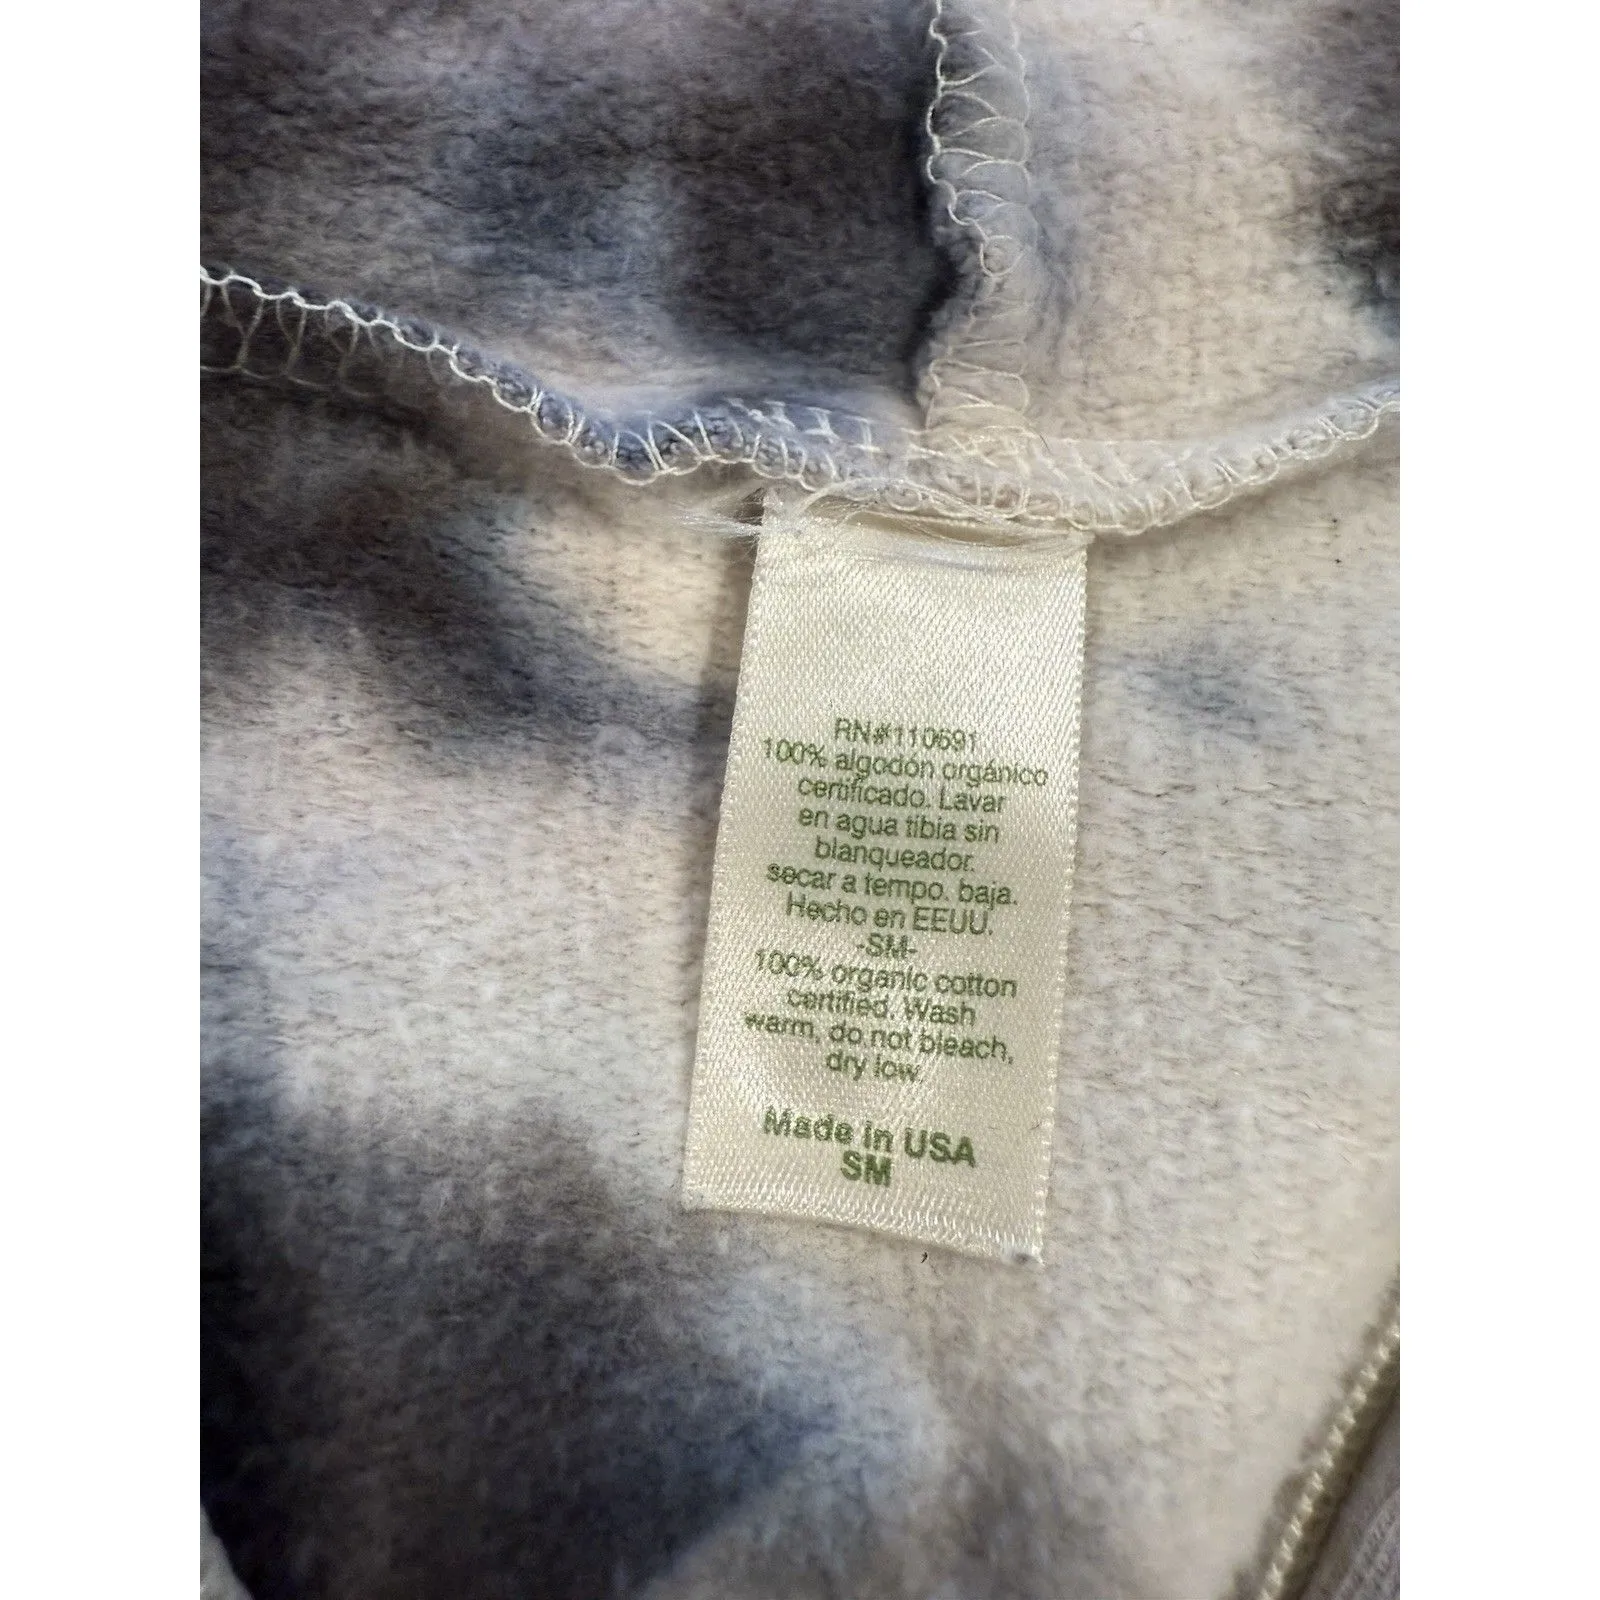 RN#110691
100% algodón orgánico
certificado. Lavar
en agua tibia sin
blanqueador.
secar a tempo. baja.
Hecho en EEUU.
-SM-
100% organic cotton
certified. Wash
warm, do not bleach,
dry low.
Made in USA
SM